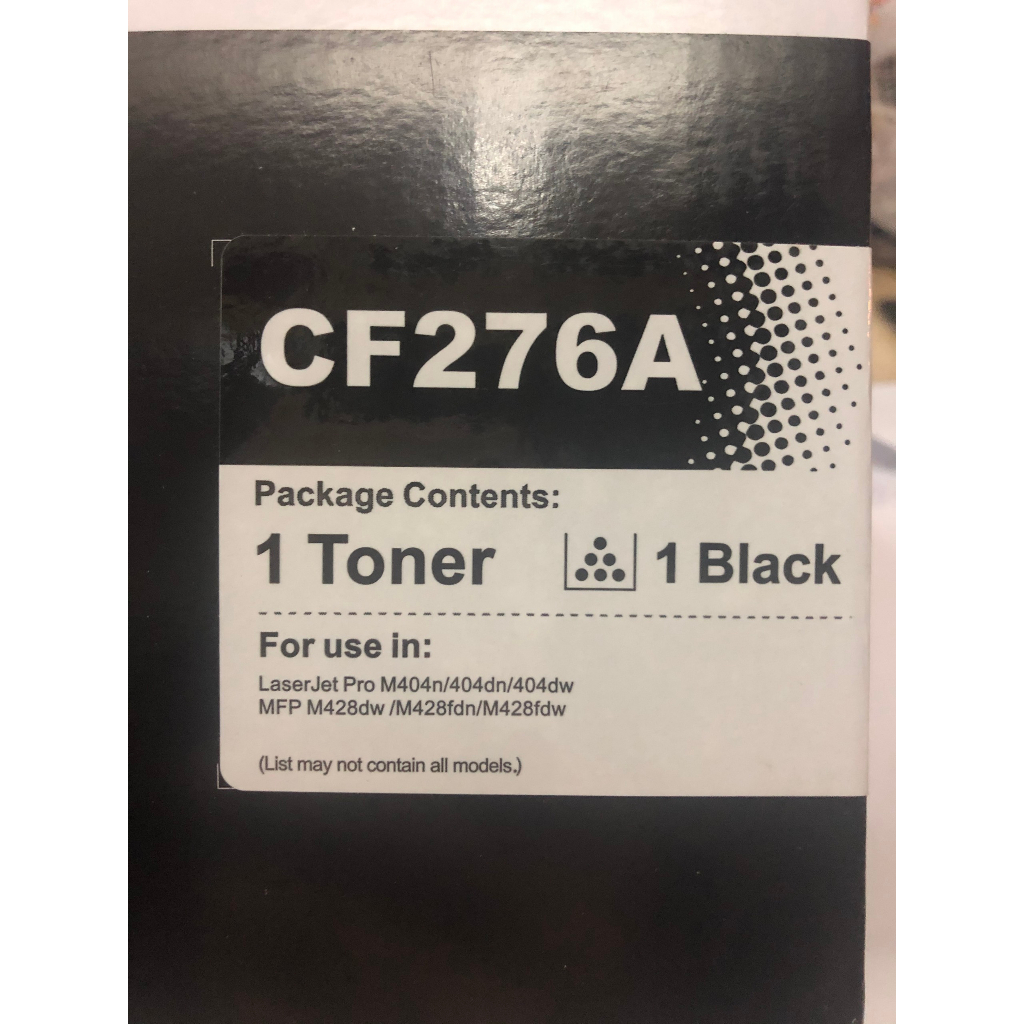 CF276A
Package Contents:
1 Toner 1 Black
For use in:
LaserJet Pro M404n/404dn/404dw
MFP M428dw /M428fdn/M428fdw
(List may not contain all models.)